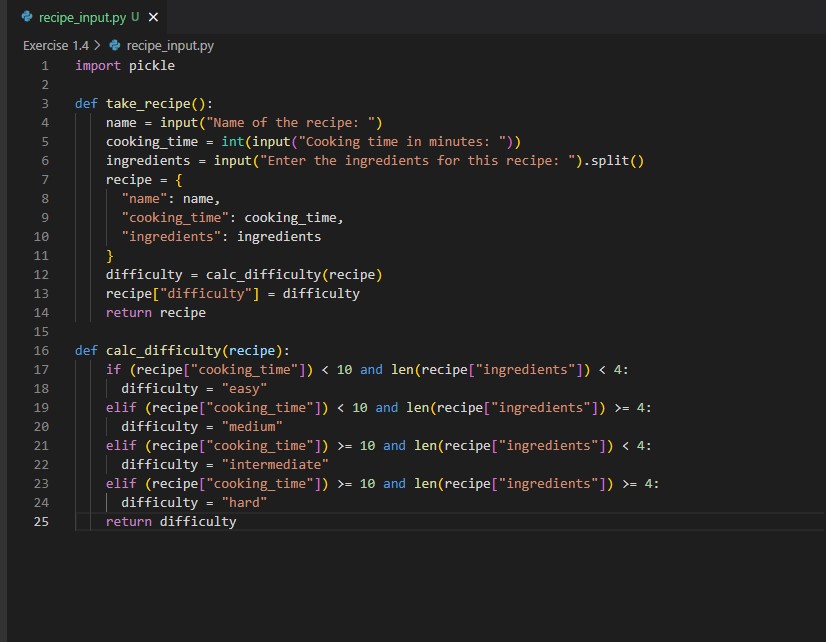 recipe_input.py U ×
Exercise 1.4 > recipe_input.py
1 import pickle
2
3 def take_recipe():
4     name = input("Name of the recipe: ")
5     cooking_time = int(input("Cooking time in minutes: "))
6     ingredients = input("Enter the ingredients for this recipe: ").split()
7     recipe = {
8       "name": name,
9       "cooking_time": cooking_time,
10       "ingredients": ingredients
11     }
12     difficulty = calc_difficulty(recipe)
13     recipe["difficulty"] = difficulty
14     return recipe
15
16 def calc_difficulty(recipe):
17     if (recipe["cooking_time"]) < 10 and len(recipe["ingredients"]) < 4:
18       difficulty = "easy"
19     elif (recipe["cooking_time"]) < 10 and len(recipe["ingredients"]) >= 4:
20       difficulty = "medium"
21     elif (recipe["cooking_time"]) >= 10 and len(recipe["ingredients"]) < 4:
22       difficulty = "intermediate"
23     elif (recipe["cooking_time"]) >= 10 and len(recipe["ingredients"]) >= 4:
24       difficulty = "hard"
25     return difficulty